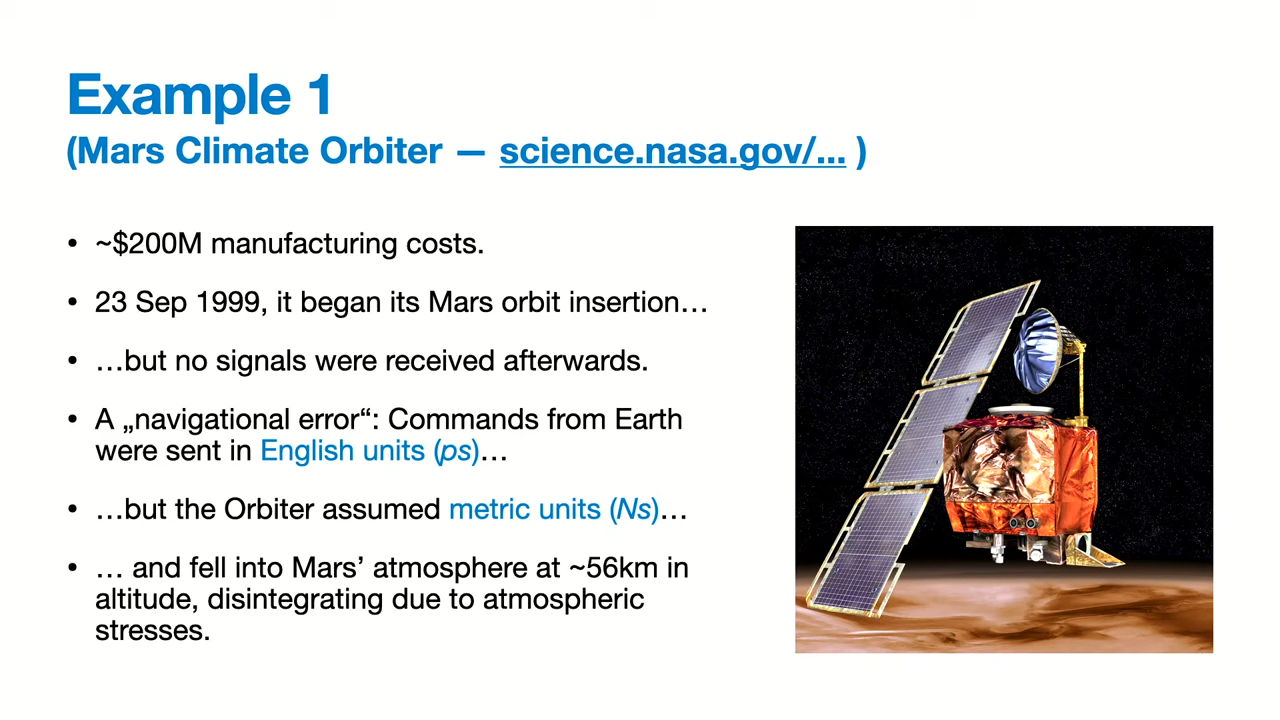 Example 1
(Mars Climate Orbiter — science.nasa.gov/... )
• ~$200M manufacturing costs.
• 23 Sep 1999, it began its Mars orbit insertion…
• …but no signals were received afterwards.
• A „navigational error“: Commands from Earth
were sent in English units (ps)…
• …but the Orbiter assumed metric units (Ns)…
• … and fell into Mars’ atmosphere at ~56km in
altitude, disintegrating due to atmospheric
stresses.